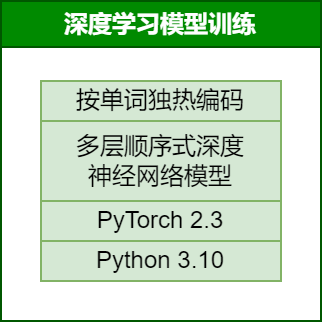 深度学习模型训练
按单词独热编码
多层顺序式深度
神经网络模型
PyTorch 2.3
Python 3.10